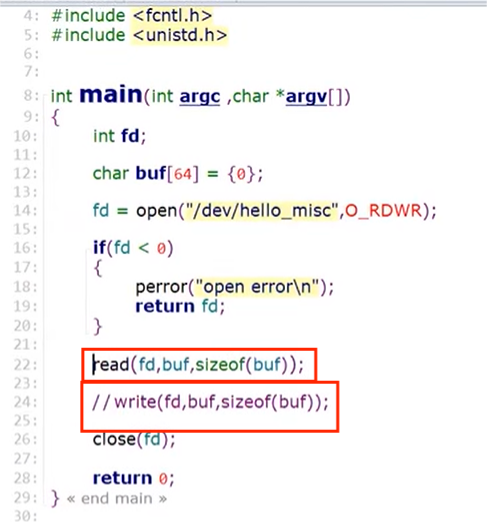 4: #include <fcntl.h>
5: #include <unistd.h>
6:
7:
8: int main(int argc ,char *argv[])
9: {
10: int fd;
11:
12: char buf[64] = {0};
13:
14: fd = open("/dev/hello_misc",O_RDWR);
15:
16: if(fd < 0)
17: {
18: perror("open error\n");
19: return fd;
20: }
21:
22: read(fd,buf,sizeof(buf));
23:
24: //write(fd,buf,sizeof(buf));
25:
26: close(fd);
27:
28: return 0;
29: } « end main »
30: